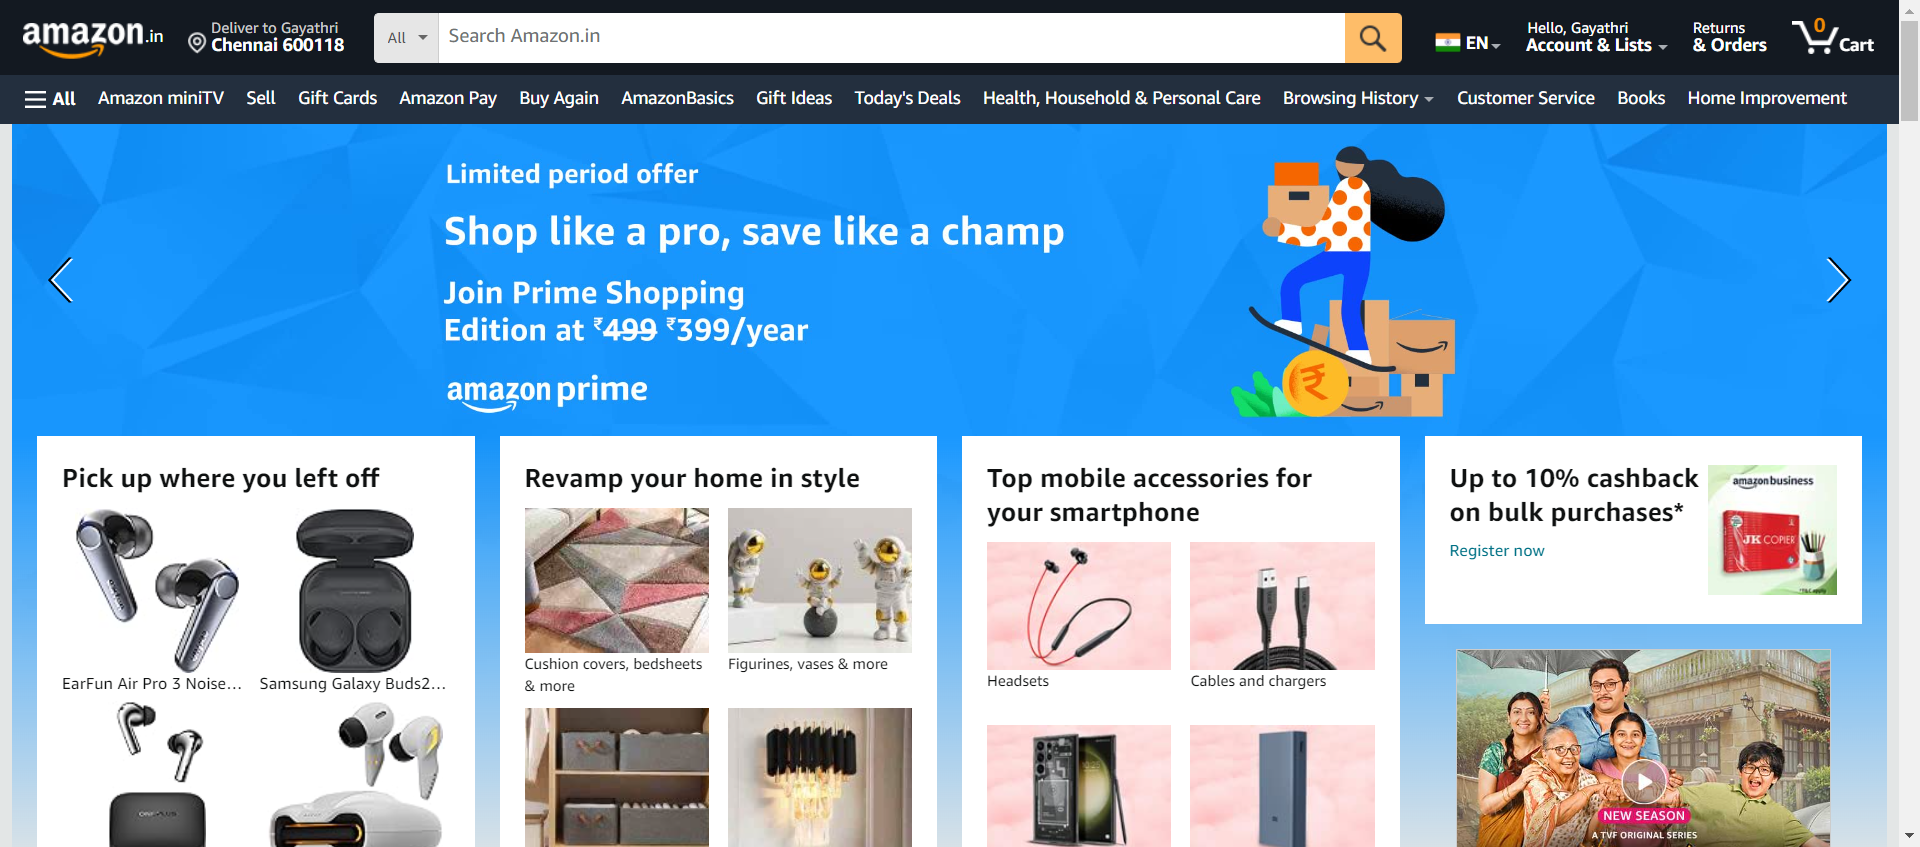 amazon.in
Deliver to Gayathri
Chennai 600118
All
Search Amazon.in
EN
Hello, Gayathri
Account & Lists
Returns
& Orders
0
Cart
All
Amazon miniTV
Sell
Gift Cards
Amazon Pay
Buy Again
AmazonBasics
Gift Ideas
Today's Deals
Health, Household & Personal Care
Browsing History
Customer Service
Books
Home Improvement
Limited period offer
Shop like a pro, save like a champ
Join Prime Shopping
Edition at ₹499 ₹399/year
amazon prime
₹
Pick up where you left off
EarFun Air Pro 3 Noise...
Samsung Galaxy Buds2...
ONEPLUS
Revamp your home in style
Cushion covers, bedsheets
& more
Figurines, vases & more
Top mobile accessories for
your smartphone
Headsets
Cables and chargers
Up to 10% cashback
on bulk purchases*
Register now
amazon business
JK COPIER
*T&C apply
NEW SEASON
A TVF ORIGINAL SERIES